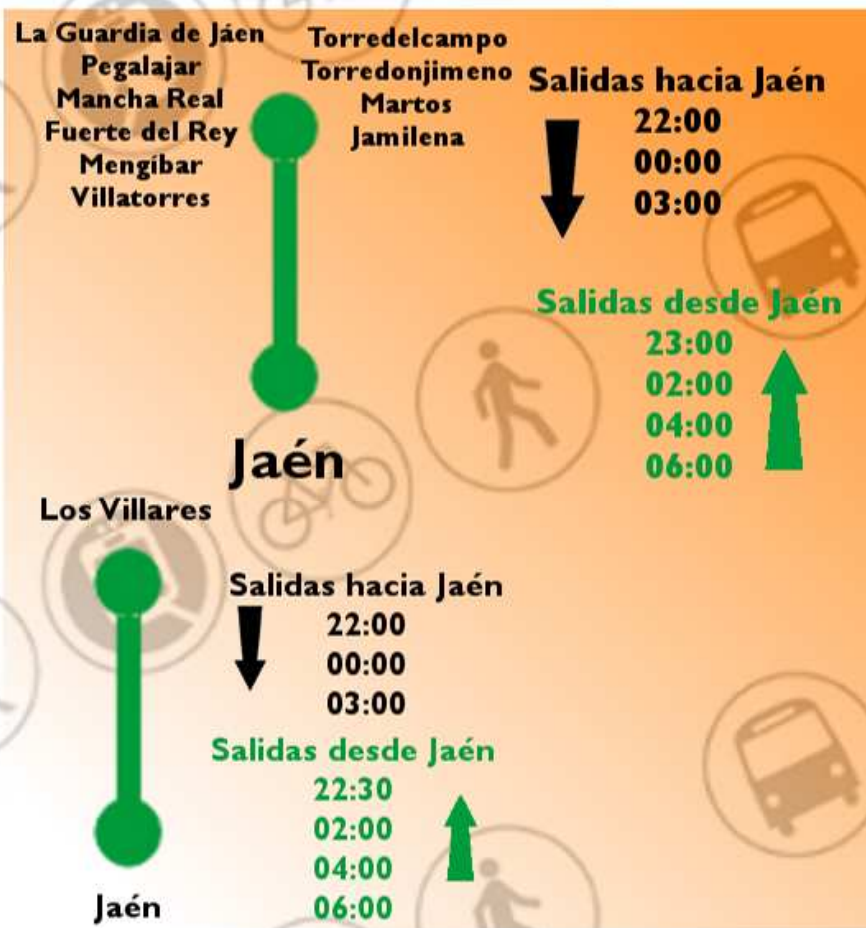 La Guardia de Jáen
Pegalajar
Mancha Real
Fuerte del Rey
Mengíbar
Villatorres
Torredelcampo
Torredonjimeno
Martos
Jamilena
Salidas hacia Jaén
22:00
00:00
03:00
Salidas desde Jaén
23:00
02:00
04:00
06:00
Jaén
Los Villares
Salidas hacia Jaén
22:00
00:00
03:00
Salidas desde Jaén
22:30
02:00
04:00
06:00
Jaén